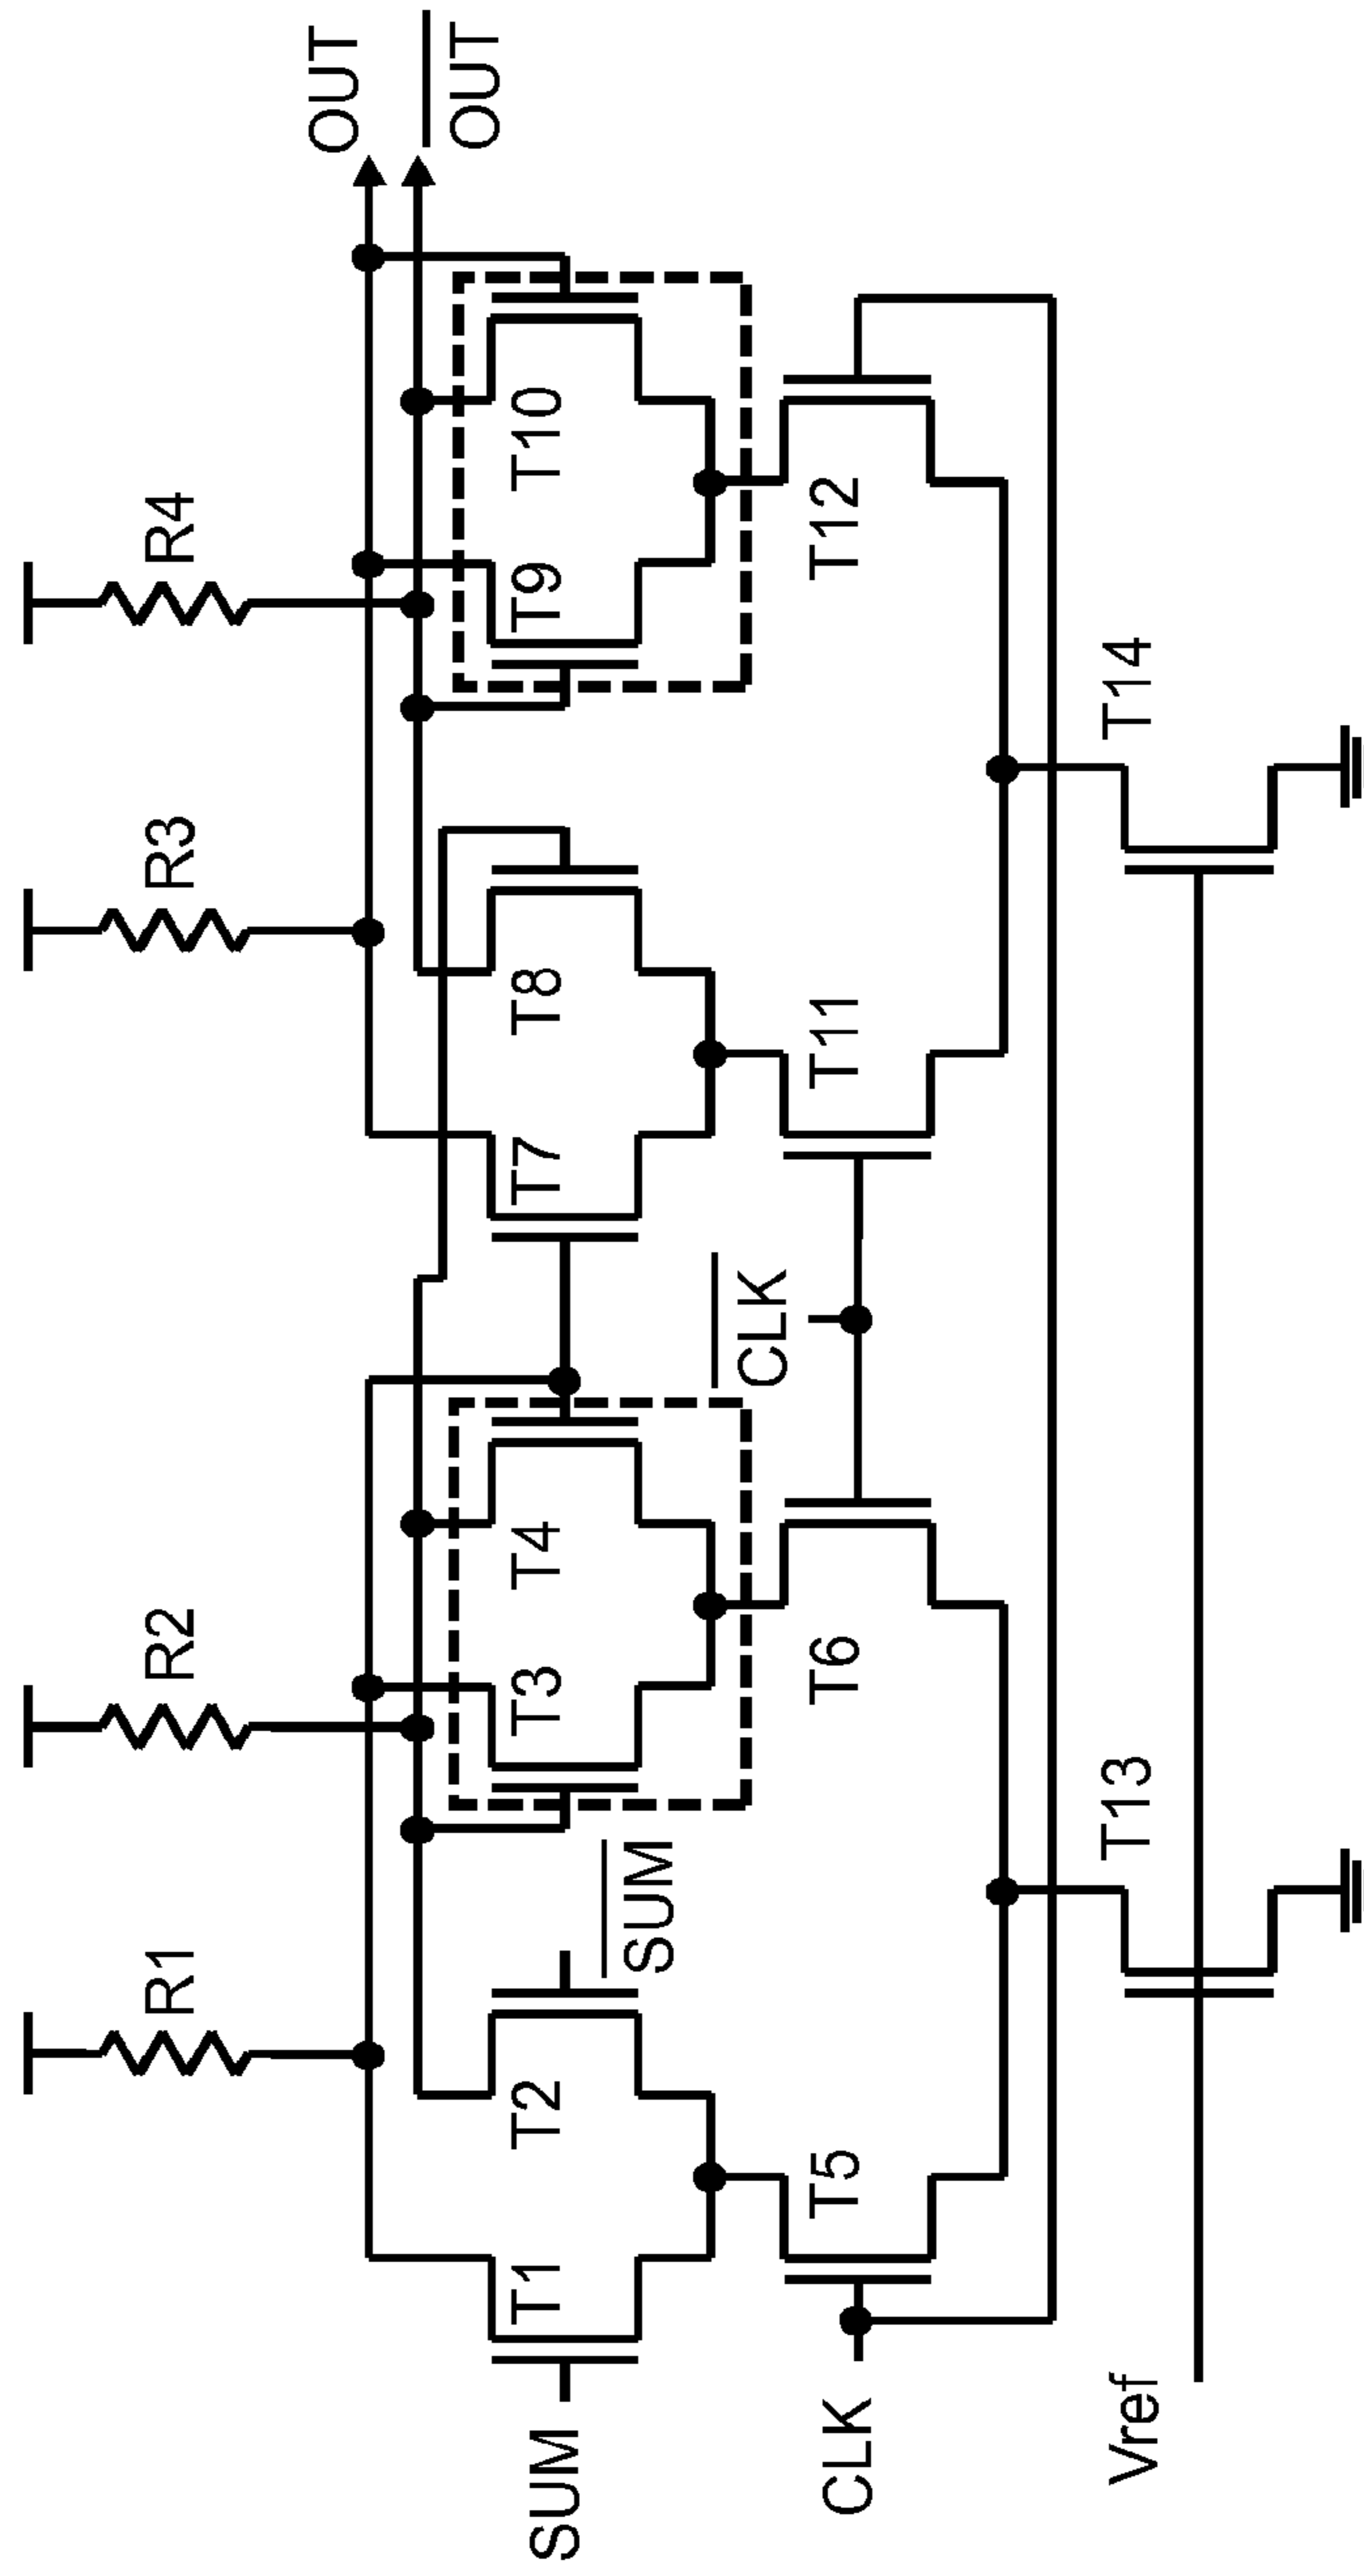 R1
R2
R3
R4
OUT
OUT
SUM
T1
T2
SUM
T3
T4
T7
T8
T9
T10
CLK
T5
T6
CLK
T11
T12
Vref
T13
T14